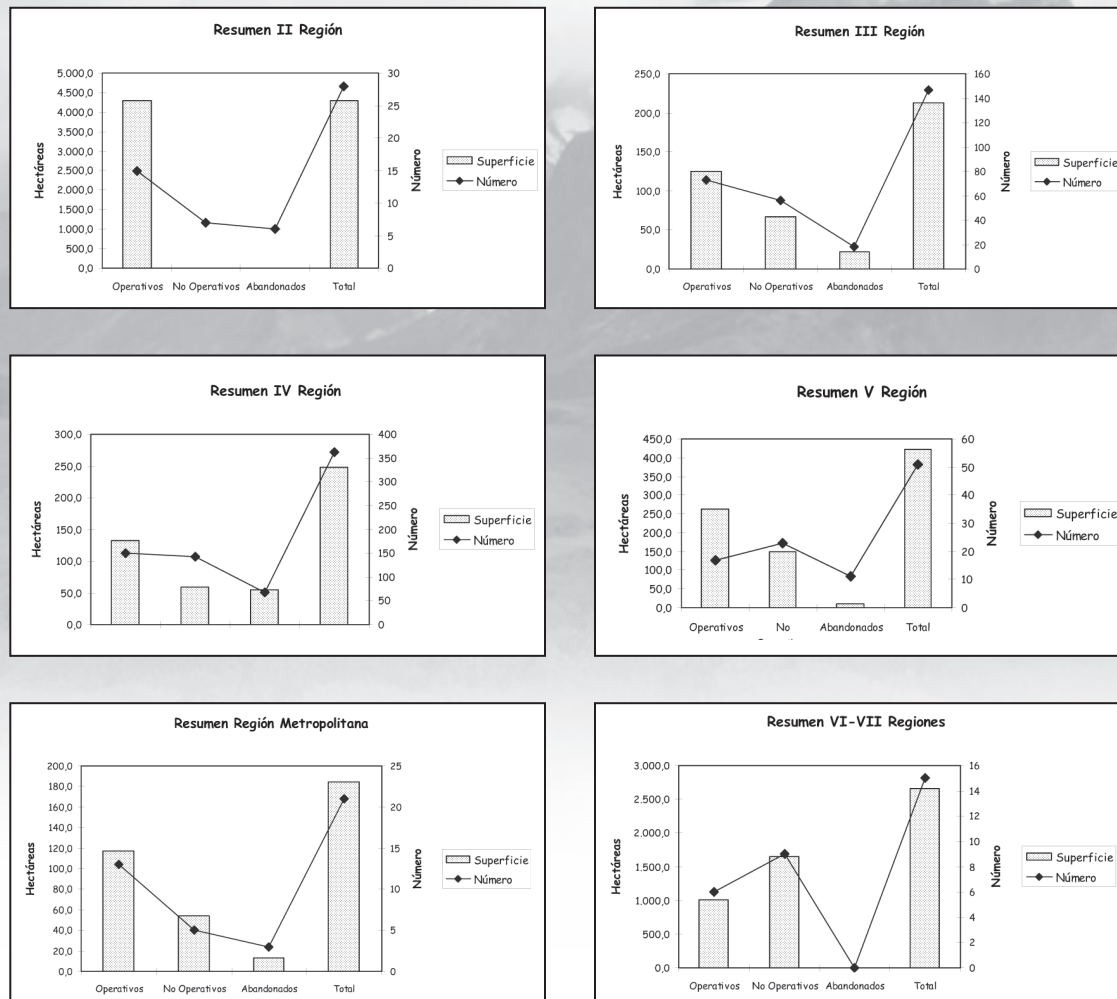 Resumen II Región
5.000,0
4.500,0
4.000,0
3.500,0
3.000,0
2.500,0
2.000,0
1.500,0
1.000,0
500,0
0,0
Hectáreas
30
25
20
15
10
5
0
Número
Operativos No Operativos Abandonados Total
Superficie
Número
Resumen III Región
250,0
200,0
150,0
100,0
50,0
0,0
Hectáreas
160
140
120
100
80
60
40
20
0
Número
Operativos No Operativos Abandonados Total
Superficie
Número
Resumen IV Región
300,0
250,0
200,0
150,0
100,0
50,0
0,0
Hectáreas
400
350
300
250
200
150
100
50
0
Número
Superficie
Número
Resumen V Región
450,0
400,0
350,0
300,0
250,0
200,0
150,0
100,0
50,0
0,0
Hectáreas
60
50
40
30
20
10
0
Número
Operativos No Abandonados Total
Superficie
Número
Resumen Región Metropolitana
200,0
180,0
160,0
140,0
120,0
100,0
80,0
60,0
40,0
20,0
0,0
Hectáreas
25
20
15
10
5
0
Número
Operativos No Operativos Abandonados Total
Superficie
Número
Resumen VI-VII Regiones
3.000,0
2.500,0
2.000,0
1.500,0
1.000,0
500,0
0,0
Hectáreas
16
14
12
10
8
6
4
2
0
Número
Operativos No Operativos Abandonados Total
Superficie
Número